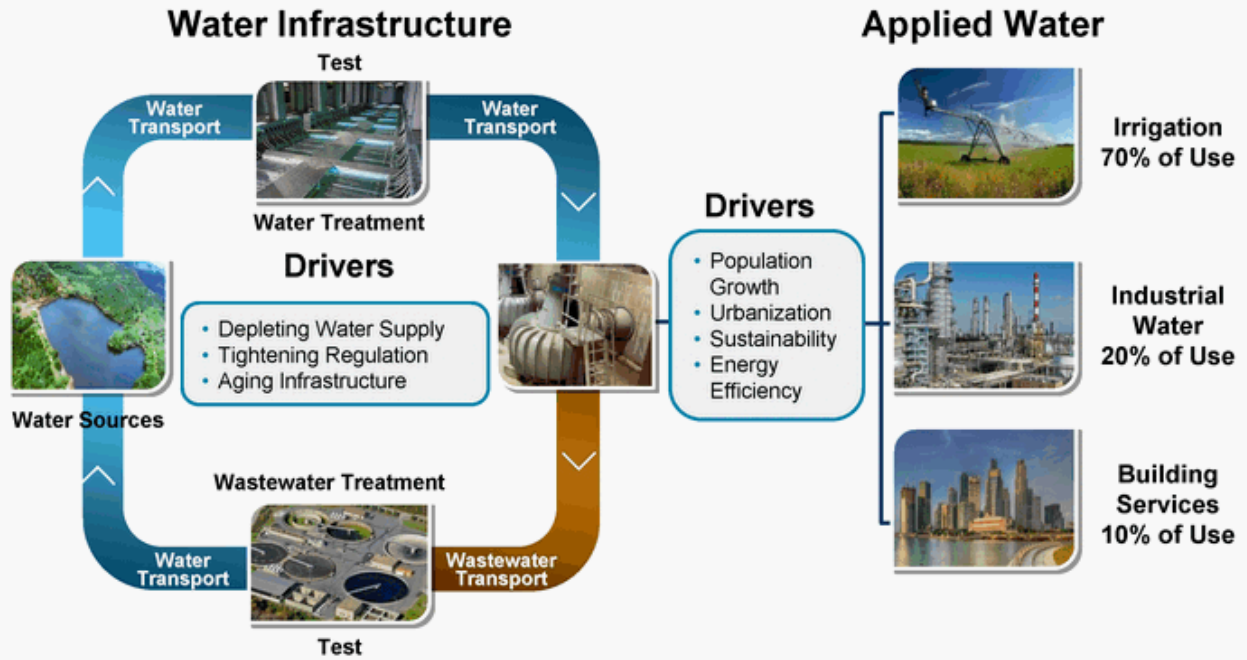 Water Infrastructure
Applied Water
Test
Water
Transport
Water
Transport
Water Treatment
Drivers
• Depleting Water Supply
• Tightening Regulation
• Aging Infrastructure
Water Sources
Wastewater Treatment
Water
Transport
Wastewater
Transport
Test
Drivers
• Population
Growth
• Urbanization
• Sustainability
• Energy
Efficiency
Irrigation
70% of Use
Industrial
Water
20% of Use
Building
Services
10% of Use